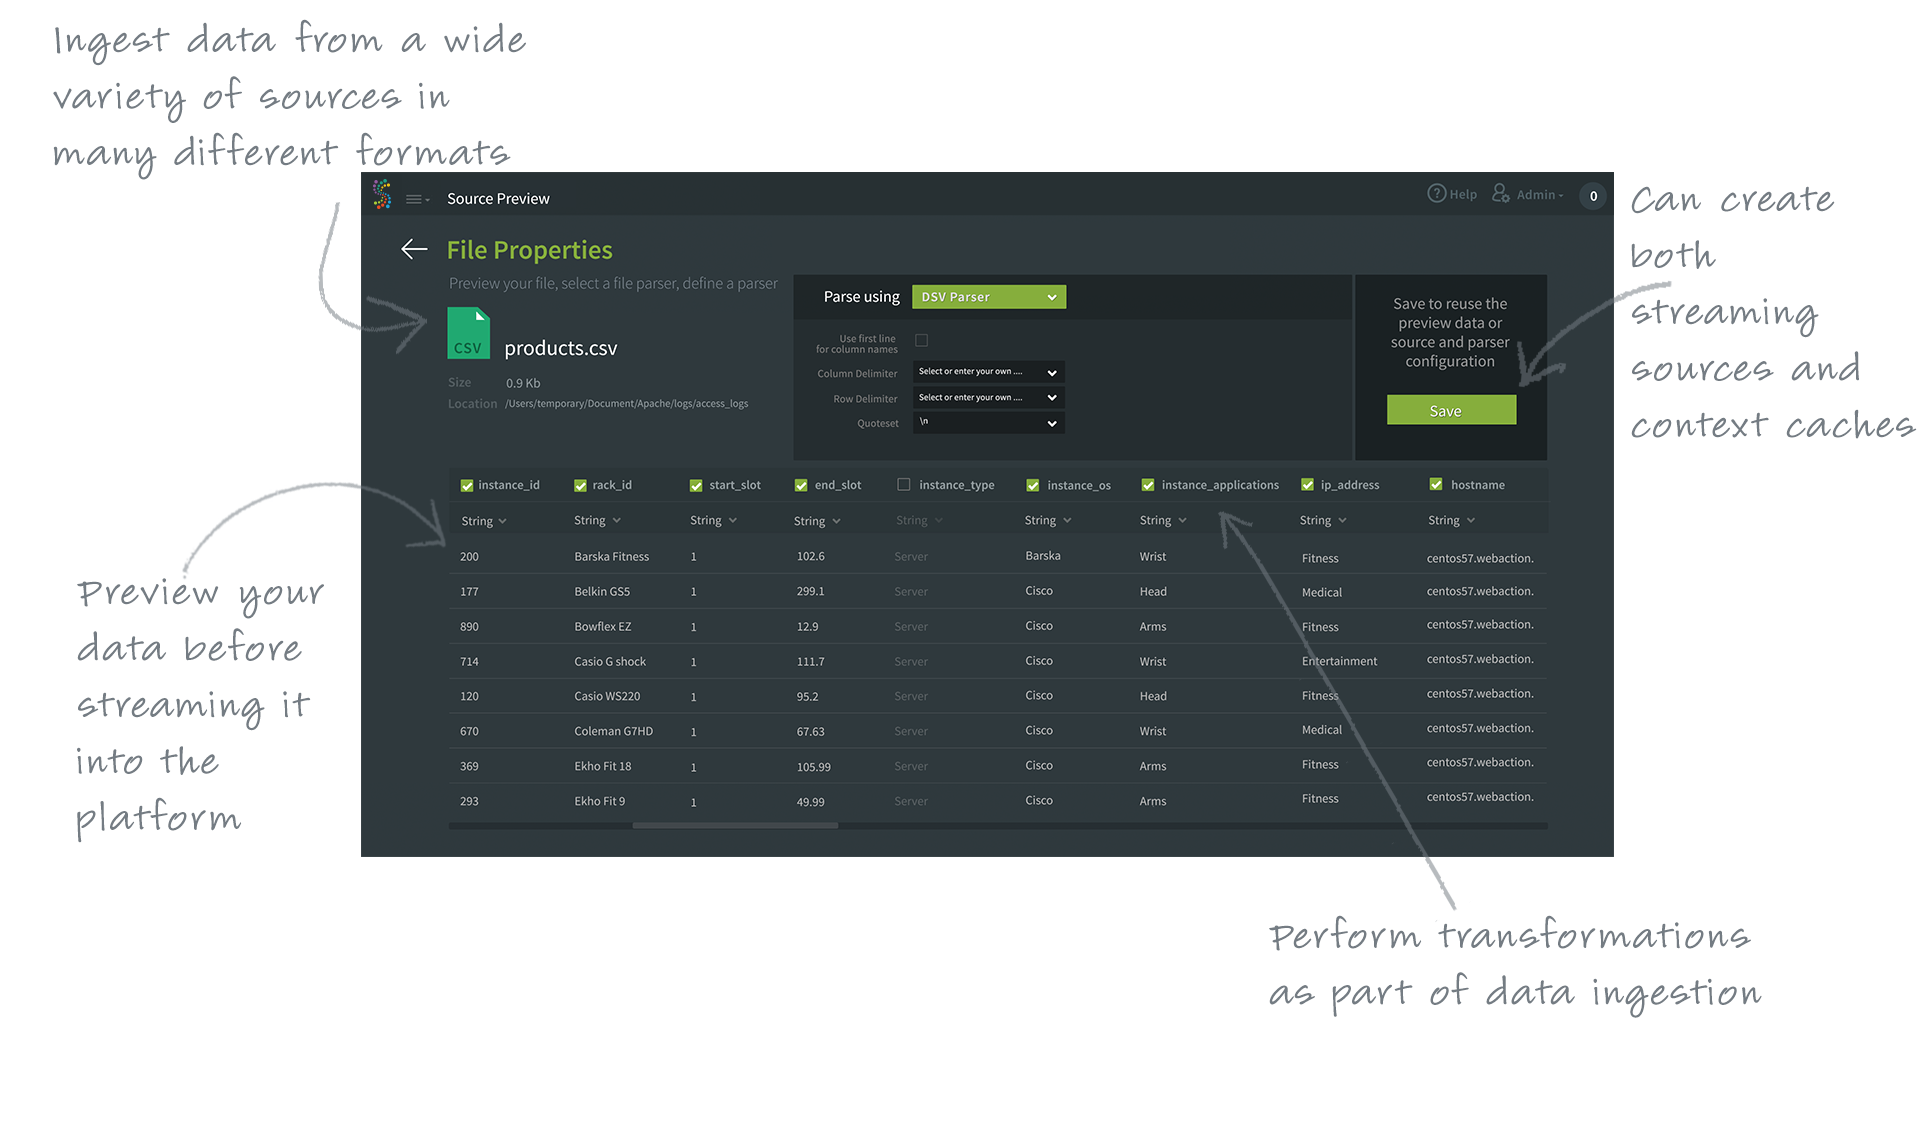 Ingest data from a wide
variety of sources in
many different formats
Source Preview
Help
Admin
0
File Properties
Preview your file, select a file parser, define a parser
CSV
products.csv
Size 0.9 Kb
Location /Users/temporary/Document/Apache/logs/access_logs
Parse using DSV Parser
Use first line
for column names
Column Delimiter Select or enter your own ....
Row Delimiter Select or enter your own ....
Quoteset \n
Save to reuse the
preview data or
source and parser
configuration
Save
Can create
both
streaming
sources and
context caches
instance_id rack_id start_slot end_slot instance_type instance_os instance_applications ip_address hostname
String String String String String String String String String
200 Barska Fitness 1 102.6 Server Barska Wrist Fitness centos57.webaction.
177 Belkin GS5 1 299.1 Server Cisco Head Medical centos57.webaction.
890 Bowflex EZ 1 12.9 Server Cisco Arms Fitness centos57.webaction.
714 Casio G shock 1 111.7 Server Cisco Wrist Entertainment centos57.webaction.
120 Casio WS220 1 95.2 Server Cisco Head Fitness centos57.webaction.
670 Coleman G7HD 1 67.63 Server Cisco Wrist Medical centos57.webaction.
369 Ekho Fit 18 1 105.99 Server Cisco Arms Fitness centos57.webaction.
293 Ekho Fit 9 1 49.99 Server Cisco Arms Fitness centos57.webaction.
Preview your
data before
streaming it
into the
platform
Perform transformations
as part of data ingestion